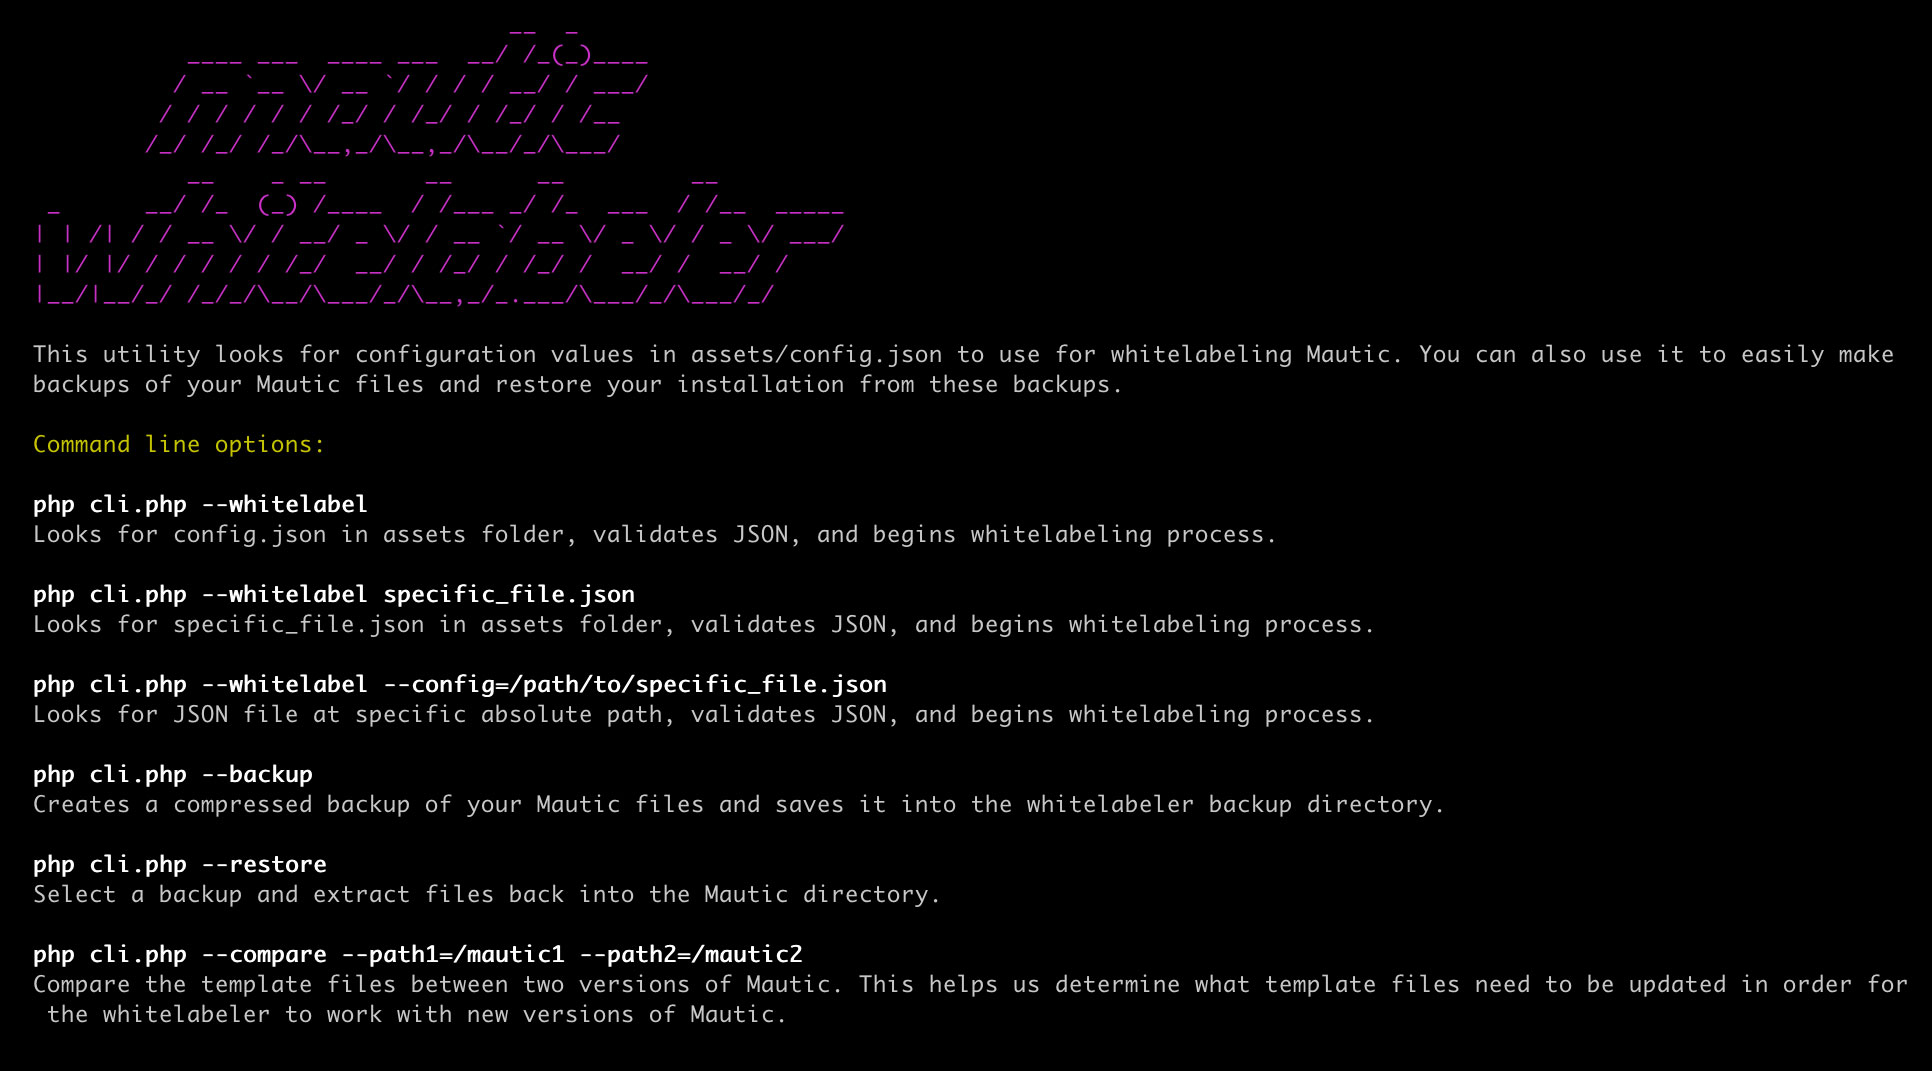 mautic
whitelabeler
This utility looks for configuration values in assets/config.json to use for whitelabeling Mautic. You can also use it to easily make
backups of your Mautic files and restore your installation from these backups.
Command line options:
php cli.php --whitelabel
Looks for config.json in assets folder, validates JSON, and begins whitelabeling process.
php cli.php --whitelabel specific_file.json
Looks for specific_file.json in assets folder, validates JSON, and begins whitelabeling process.
php cli.php --whitelabel --config=/path/to/specific_file.json
Looks for JSON file at specific absolute path, validates JSON, and begins whitelabeling process.
php cli.php --backup
Creates a compressed backup of your Mautic files and saves it into the whitelabeler backup directory.
php cli.php --restore
Select a backup and extract files back into the Mautic directory.
php cli.php --compare --path1=/mautic1 --path2=/mautic2
Compare the template files between two versions of Mautic. This helps us determine what template files need to be updated in order for
the whitelabeler to work with new versions of Mautic.